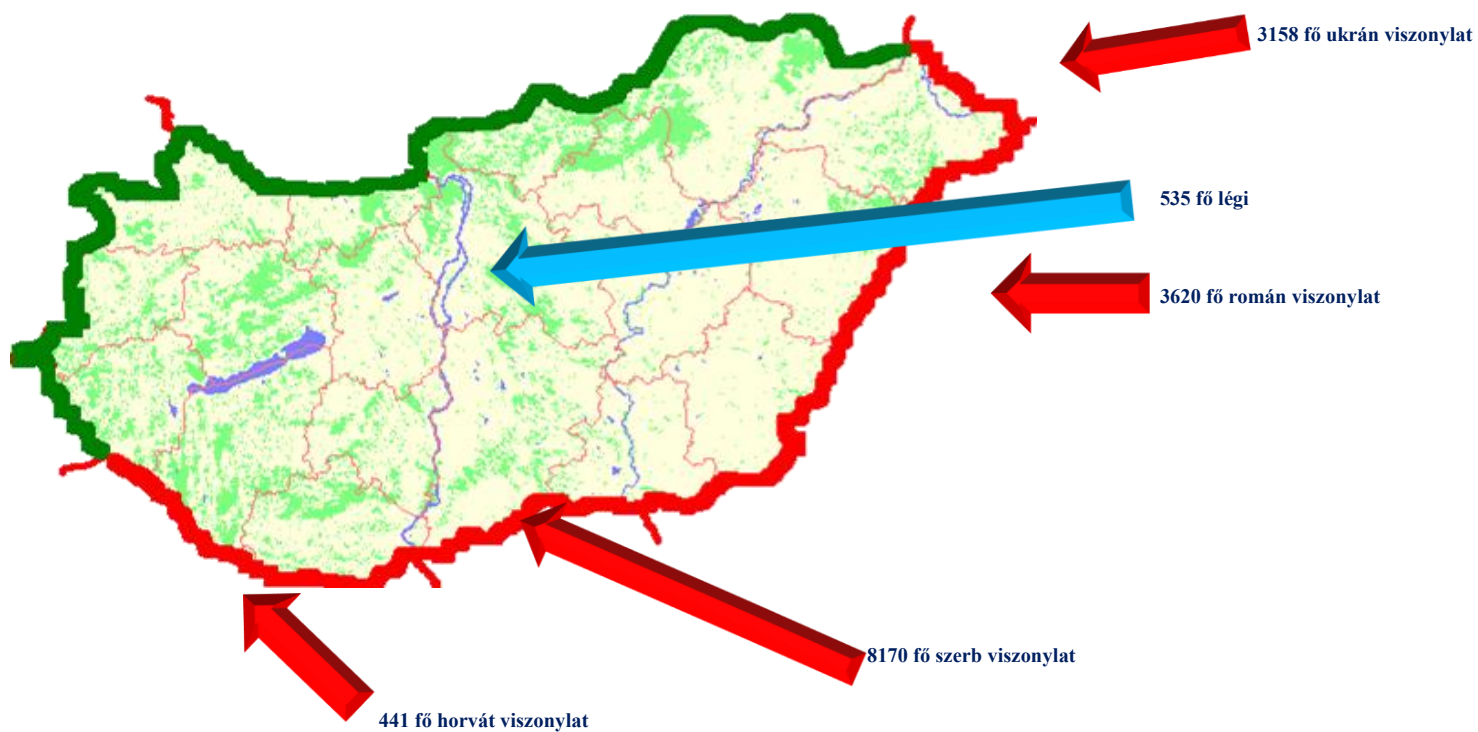 3158 fő ukrán viszonylat
535 fő légi
3620 fő román viszonylat
8170 fő szerb viszonylat
441 fő horvát viszonylat